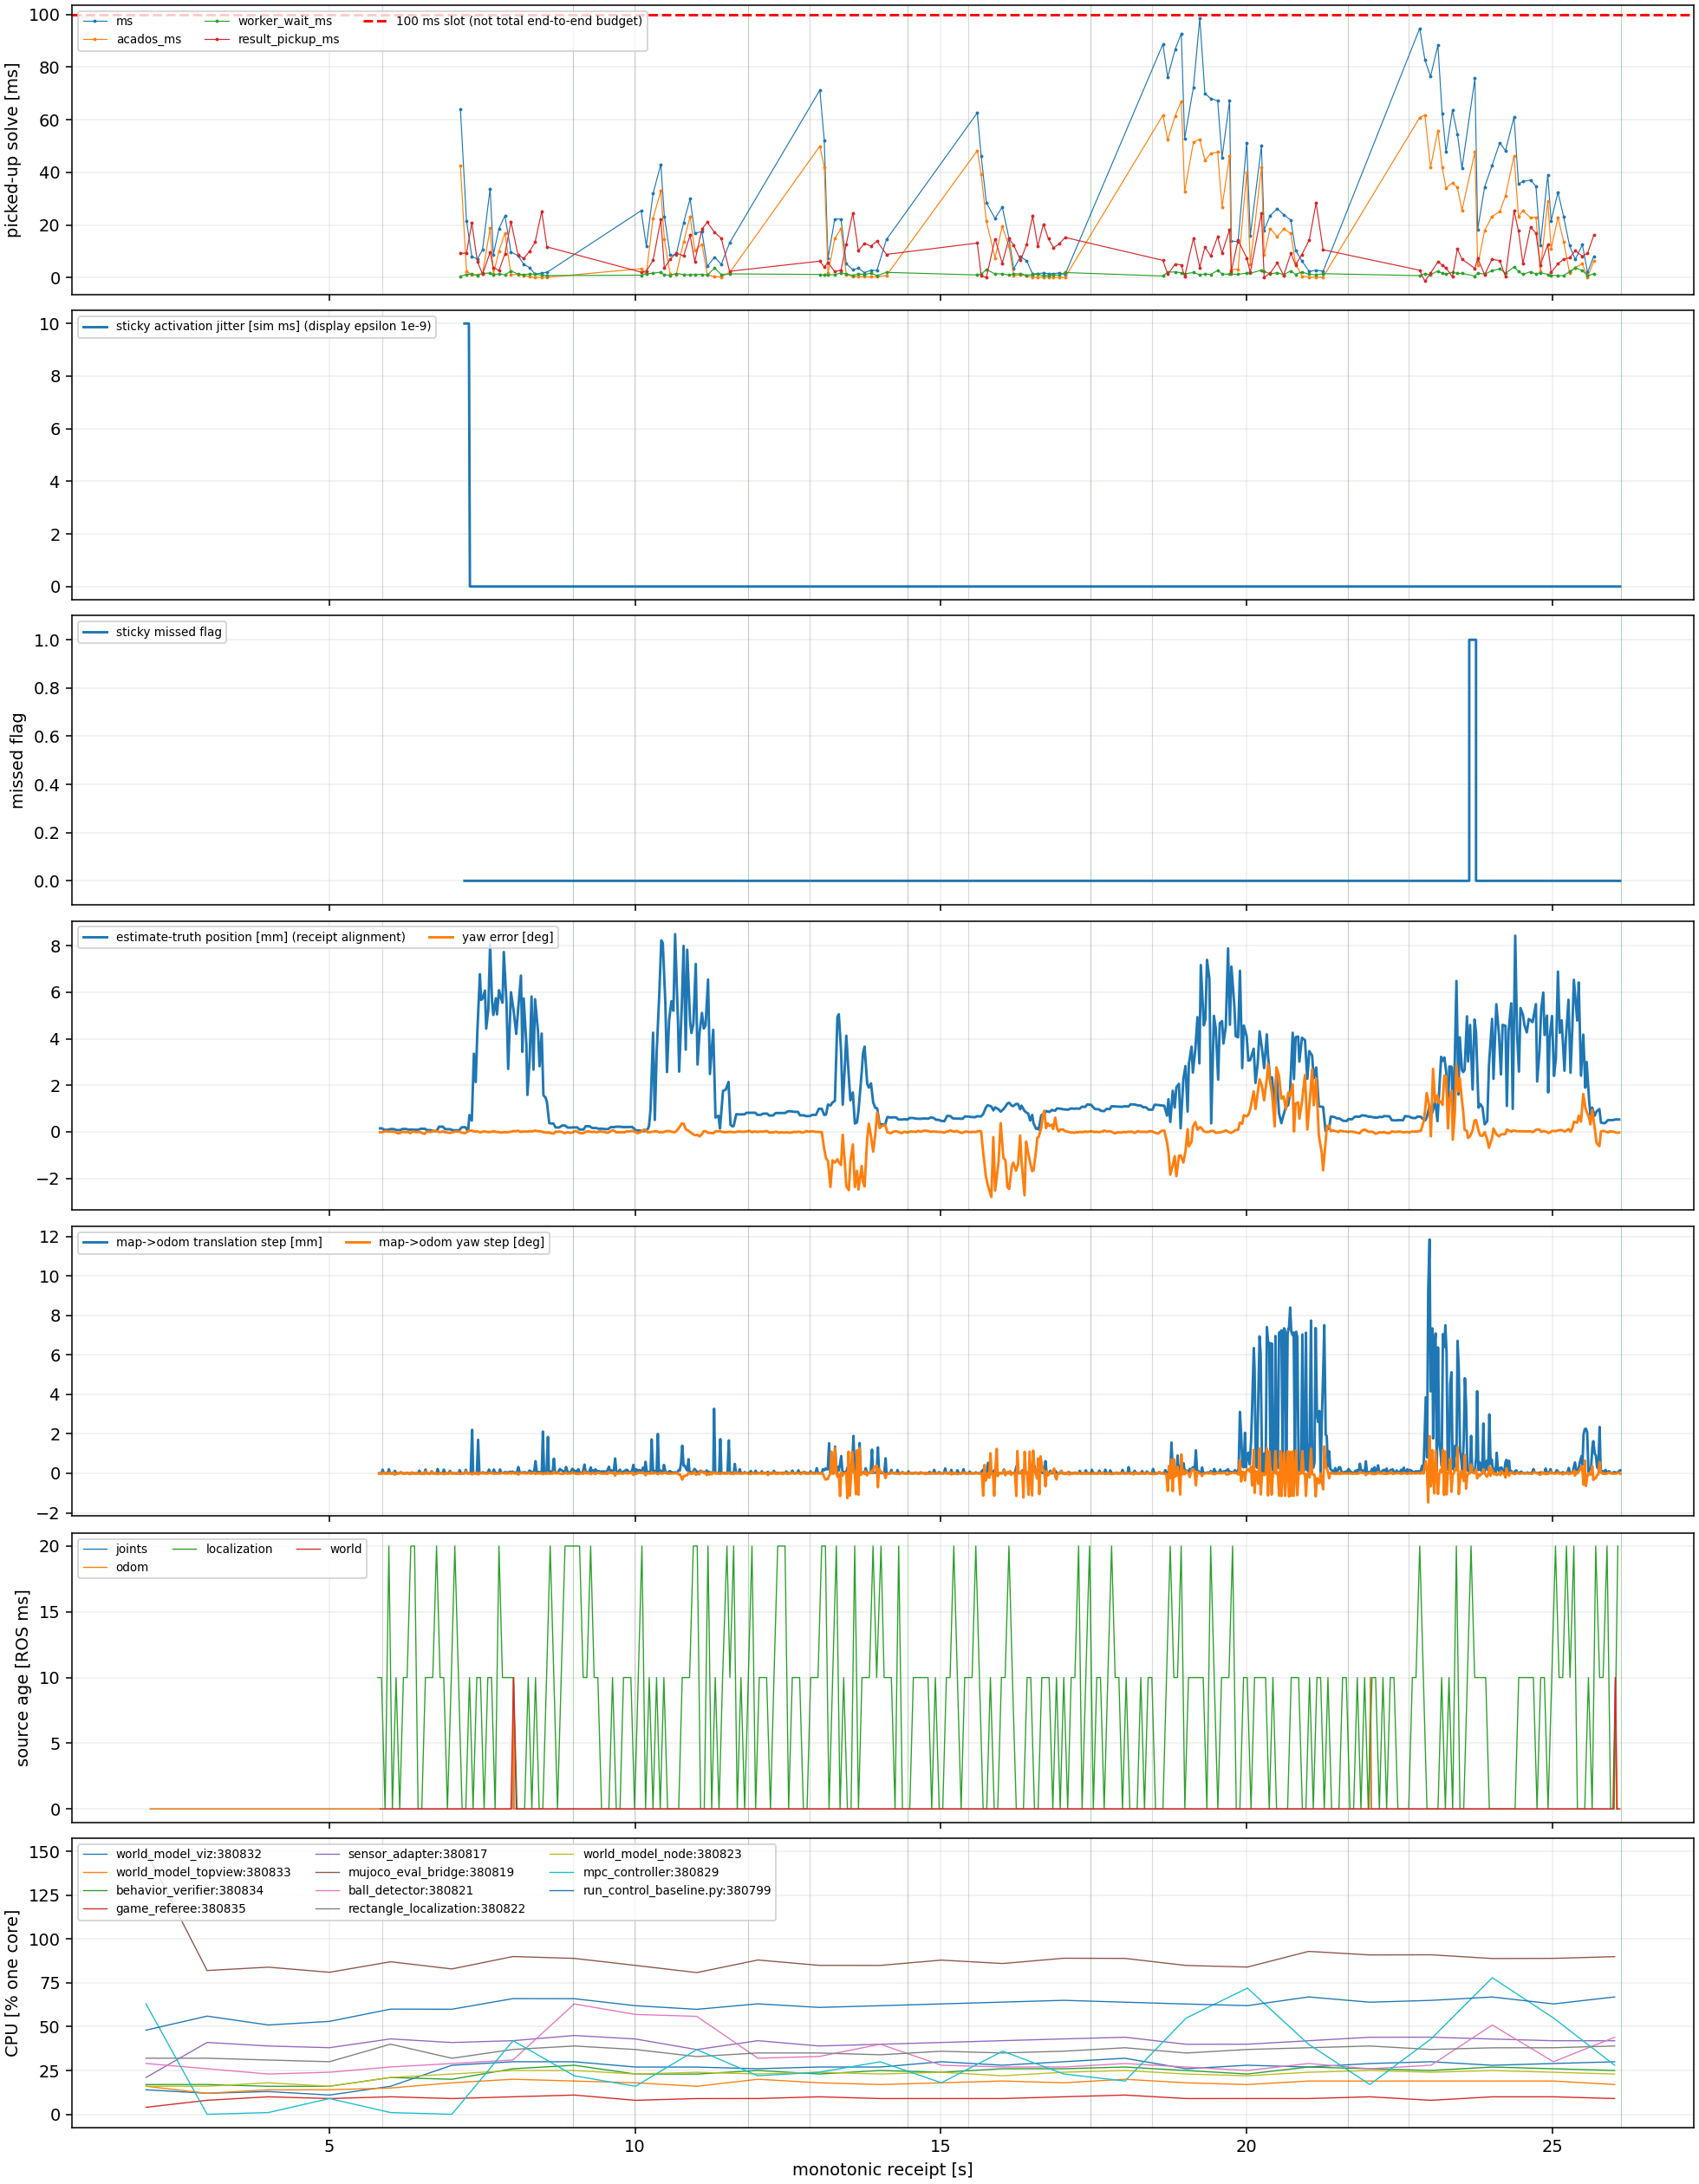 ms
acados_ms
worker_wait_ms
result_pickup_ms
100 ms slot (not total end-to-end budget)
picked-up solve [ms]
100
80
60
40
20
0
sticky activation jitter [sim ms] (display epsilon 1e-9)
10
8
6
4
2
0
sticky missed flag
missed flag
1.0
0.8
0.6
0.4
0.2
0.0
estimate-truth position [mm] (receipt alignment)
yaw error [deg]
8
6
4
2
0
−2
map->odom translation step [mm]
map->odom yaw step [deg]
12
10
8
6
4
2
0
−2
joints
odom
localization
world
source age [ROS ms]
20
15
10
5
0
world_model_viz:380832
world_model_topview:380833
behavior_verifier:380834
game_referee:380835
sensor_adapter:380817
mujoco_eval_bridge:380819
ball_detector:380821
rectangle_localization:380822
world_model_node:380823
mpc_controller:380829
run_control_baseline.py:380799
CPU [% one core]
150
125
100
75
50
25
0
5
10
15
20
25
monotonic receipt [s]